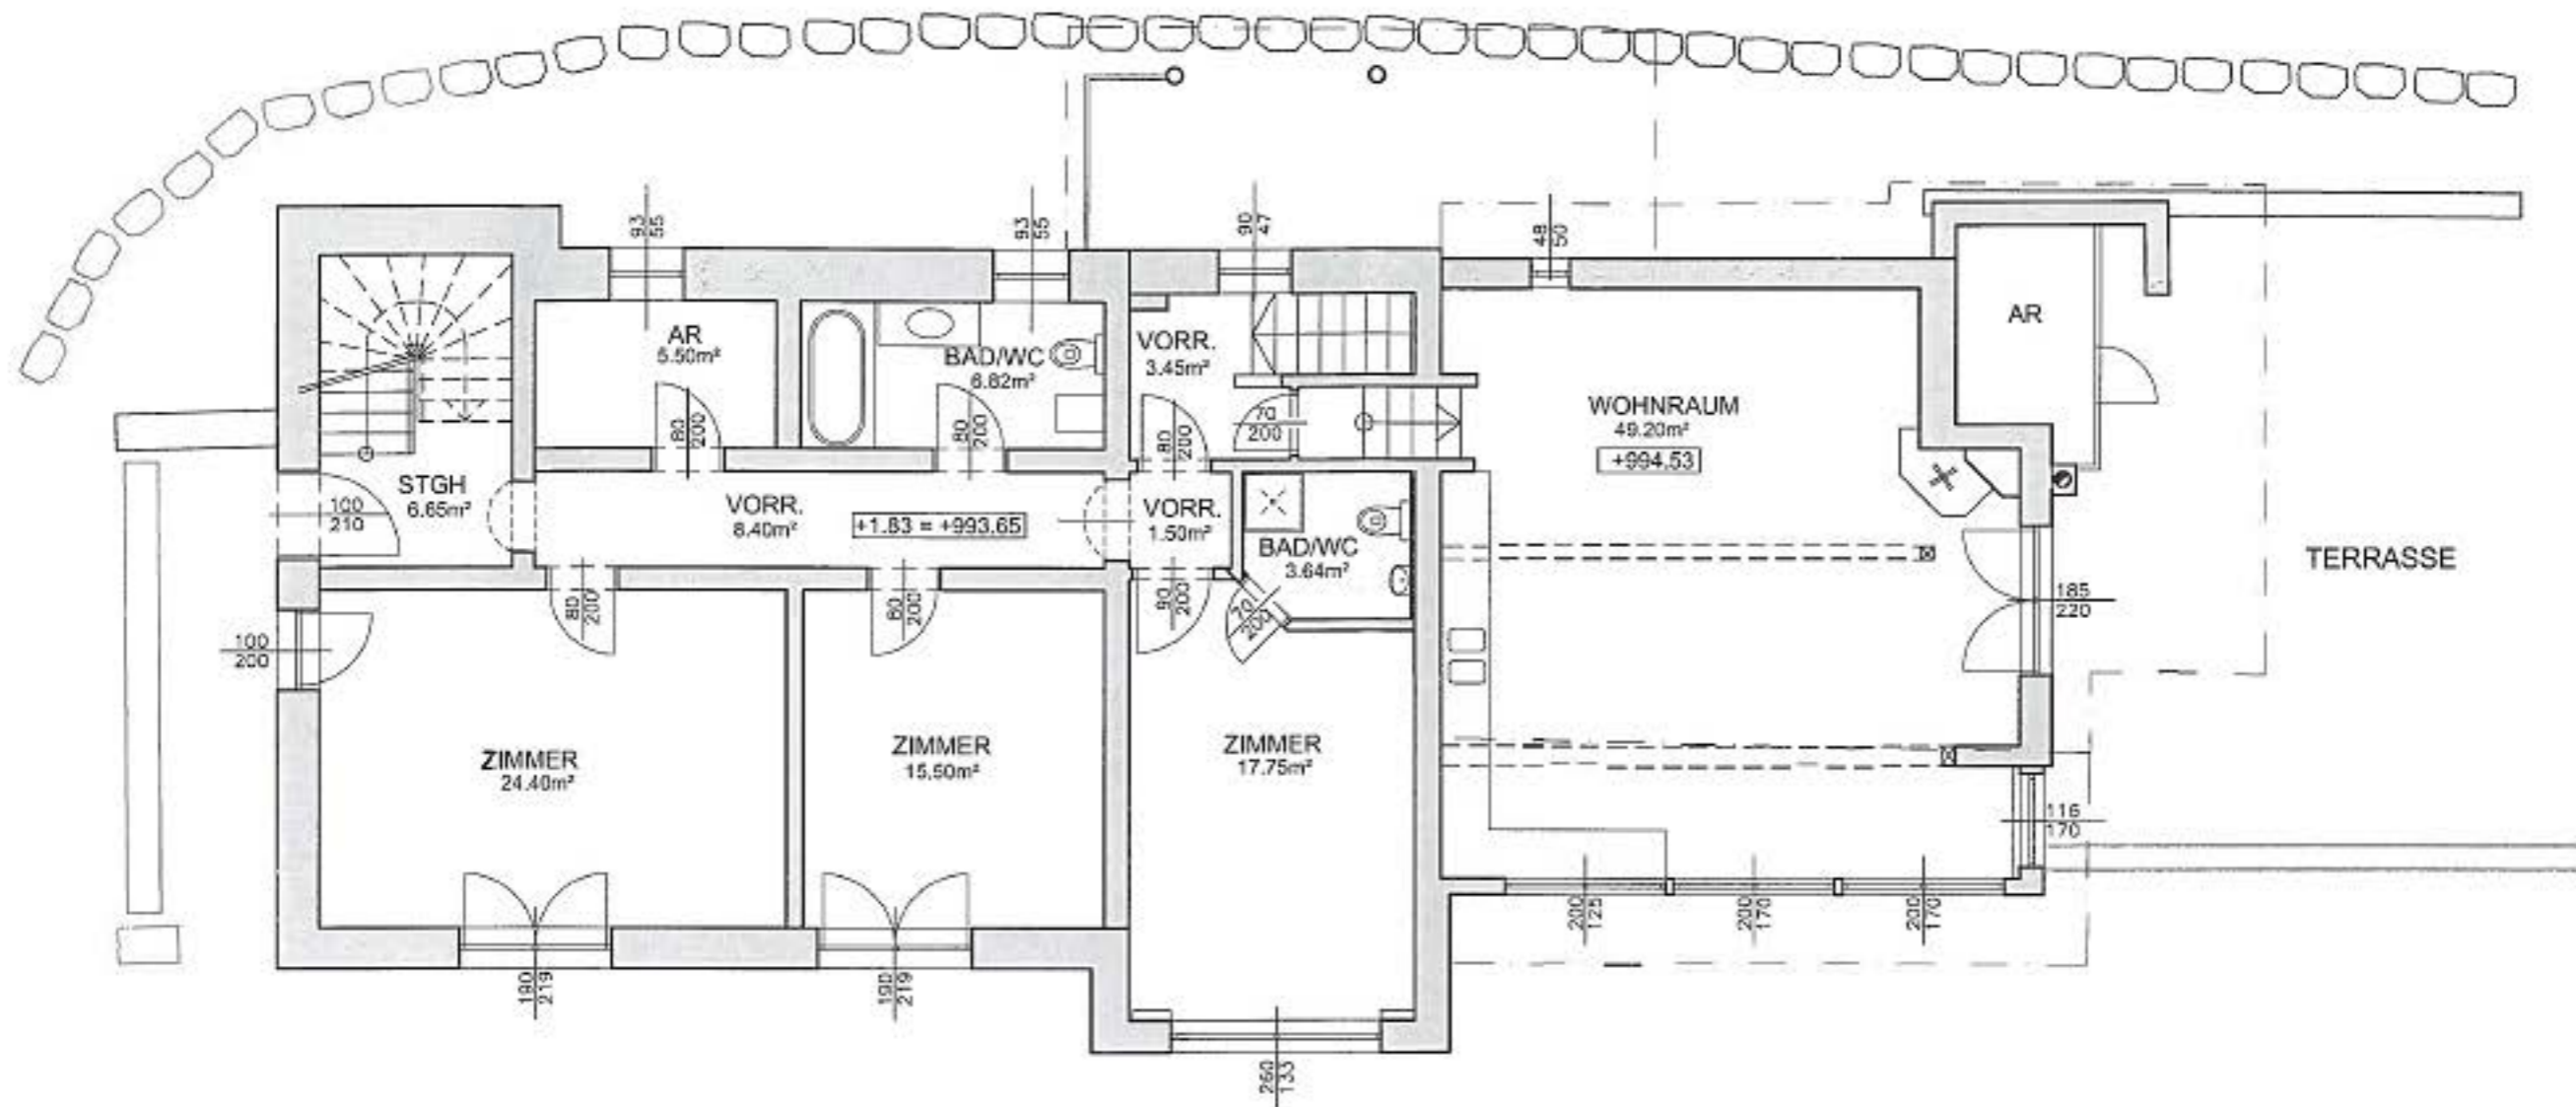 93
55
93
55
90
47
48
50
AR
5.50m²
BAD/WC
6.82m²
VORR.
3.45m²
WOHNRAUM
49.20m²
+994.53
AR
80
200
80
200
80
200
70
200
STGH
6.65m²
100
210
VORR.
8.40m²
+1.83 = +993.65
VORR.
1.50m²
BAD/WC
3.64m²
TERRASSE
80
200
80
200
90
200
70
200
185
220
100
200
ZIMMER
24.40m²
ZIMMER
15.50m²
ZIMMER
17.75m²
116
170
200
125
200
170
200
170
190
219
190
219
260
133